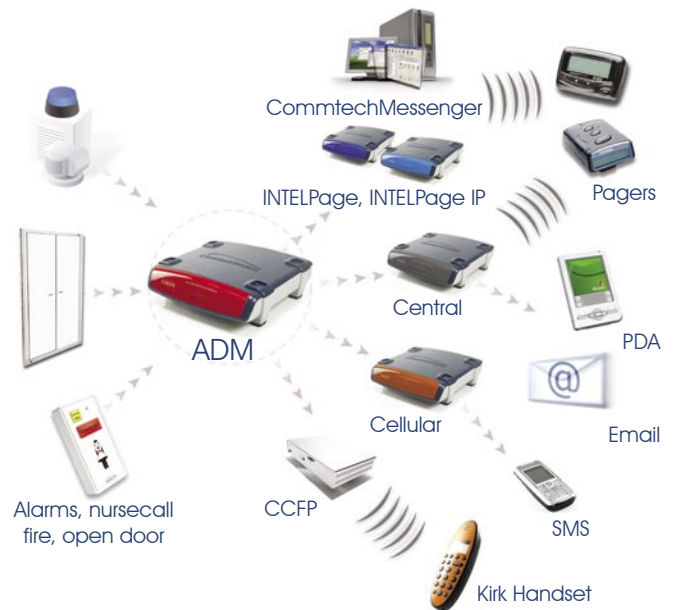 CommtechMessenger
INTELPage, INTELPage IP
Pagers
Central
ADM
PDA
Cellular
@
Email
Alarms, nursecall
fire, open door
CCFP
SMS
Kirk Handset